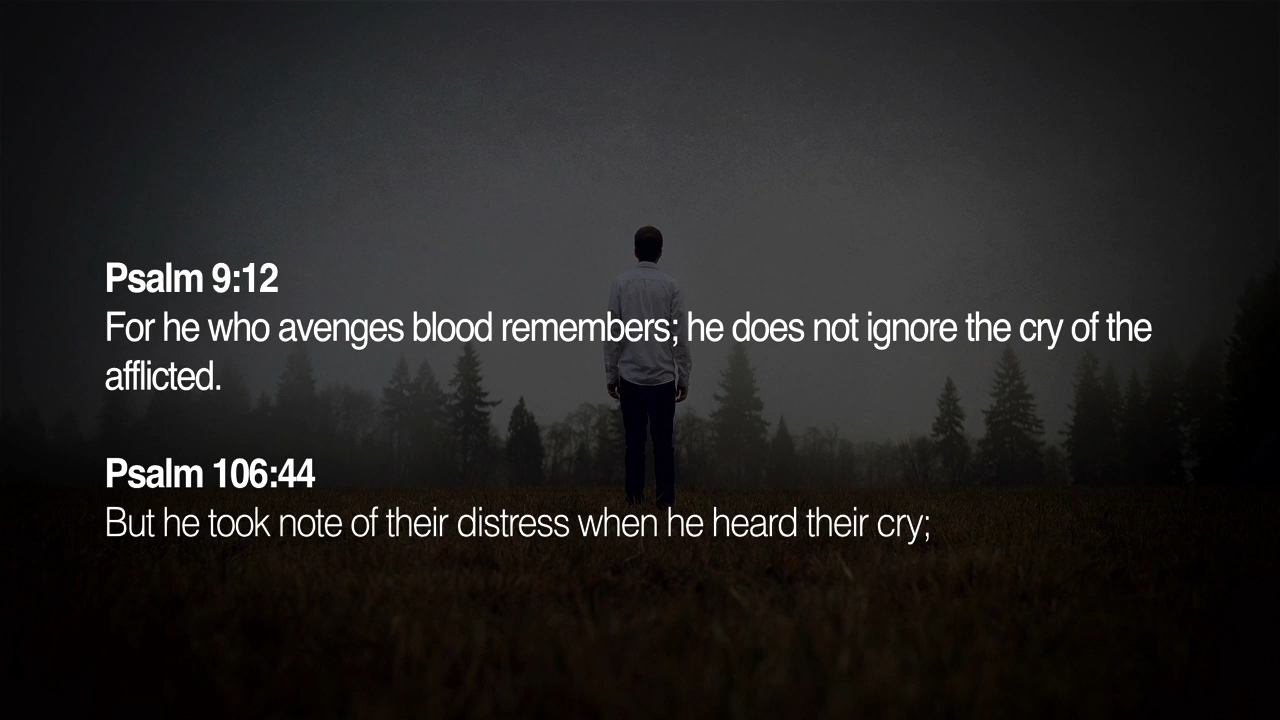 Psalm 9:12
For he who avenges blood remembers; he does not ignore the cry of the
afflicted.
Psalm 106:44
But he took note of their distress when he heard their cry;